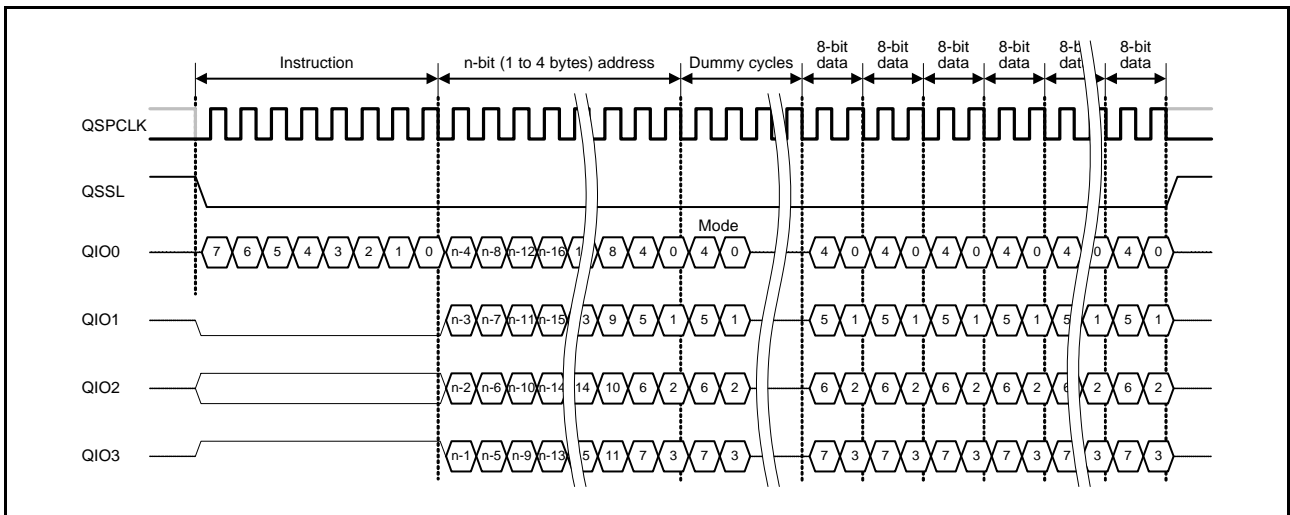 8-bit 8-bit 8-bit 8-bit 8-bit
Instruction n-bit (1 to 4 bytes) address Dummy cycles data data data data data
QSPCLK
QSSL
Mode
QIO0 7 6 5 4 3 2 1 0 n-4 n-8 n-12 n-16 8 4 0 4 0 4 0 4 0 4 0 4 0 4 0 4 0
QIO1 n-3 n-7 n-11 n-15 9 5 1 5 1 5 1 5 1 5 1 5 1 5 1 5 1
QIO2 n-2 n-6 n-10 n-14 14 10 6 2 6 2 6 2 6 2 6 2 6 2 6 2 6 2
QIO3 n-1 n-5 n-9 n-13 11 7 3 7 3 7 3 7 3 7 3 7 3 7 3 7 3